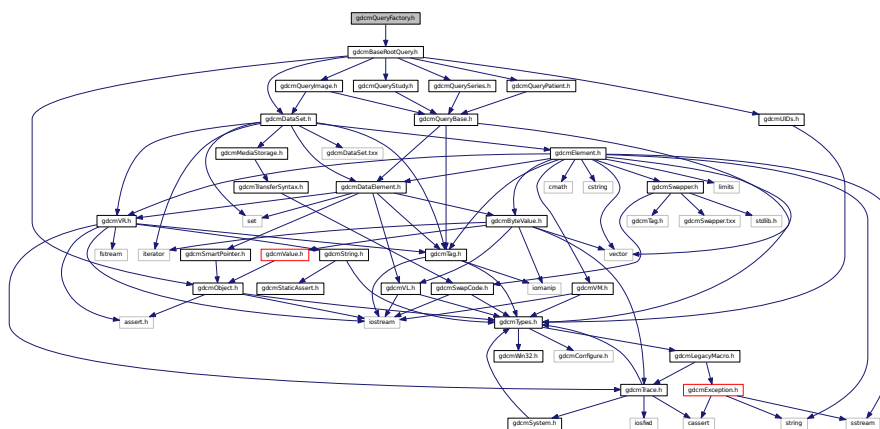 gdcmQueryFactory.h
gdcmBaseRootQuery.h
gdcmQueryImage.h gdcmQueryStudy.h gdcmQuerySeries.h gdcmQueryPatient.h
gdcmDataSet.h gdcmQueryBase.h gdcmUIDs.h
gdcmMediaStorage.h gdcmDataSet.txx gdcmElement.h
gdcmTransferSyntax.h gdcmDataElement.h cmath cstring gdcmSwapper.h limits
gdcmVR.h set gdcmByteValue.h gdcmTag.h gdcmSwapper.txx stdlib.h
fstream iterator gdcmSmartPointer.h gdcmValue.h gdcmString.h gdcmTag.h vector
gdcmObject.h gdcmStaticAssert.h gdcmVL.h gdcmSwapCode.h iomanip gdcmVM.h
assert.h iostream gdcmTypes.h
gdcmWin32.h gdcmConfigure.h gdcmLegacyMacro.h
gdcmTrace.h gdcmException.h
gdcmSystem.h iosfwd cassert string sstream